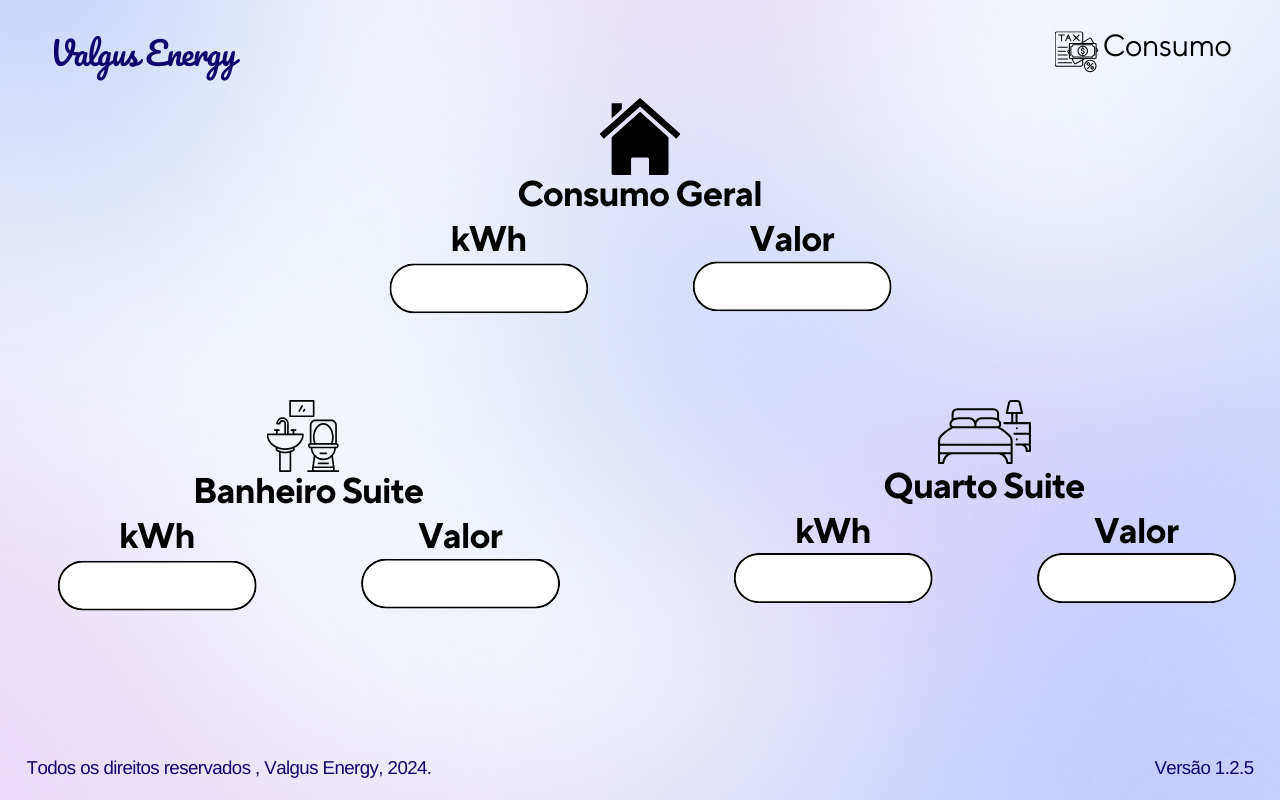 Valgus Energy
TAX
Consumo
$
%
Consumo Geral
kWh
Valor
Banheiro Suite
kWh
Valor
Quarto Suite
kWh
Valor
Todos os direitos reservados , Valgus Energy, 2024.
Versão 1.2.5